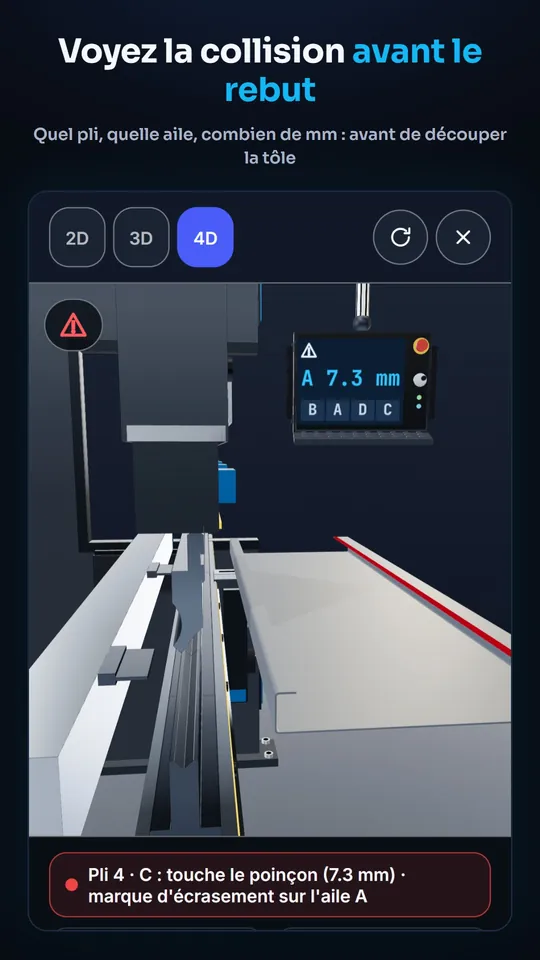 Voyez la collision avant le
rebut
Quel pli, quelle aile, combien de mm : avant de découper
la tôle
2D
3D
4D
A 7.3 mm
B A D C
Pli 4 · C : touche le poinçon (7.3 mm) ·
marque d'écrasement sur l'aile A